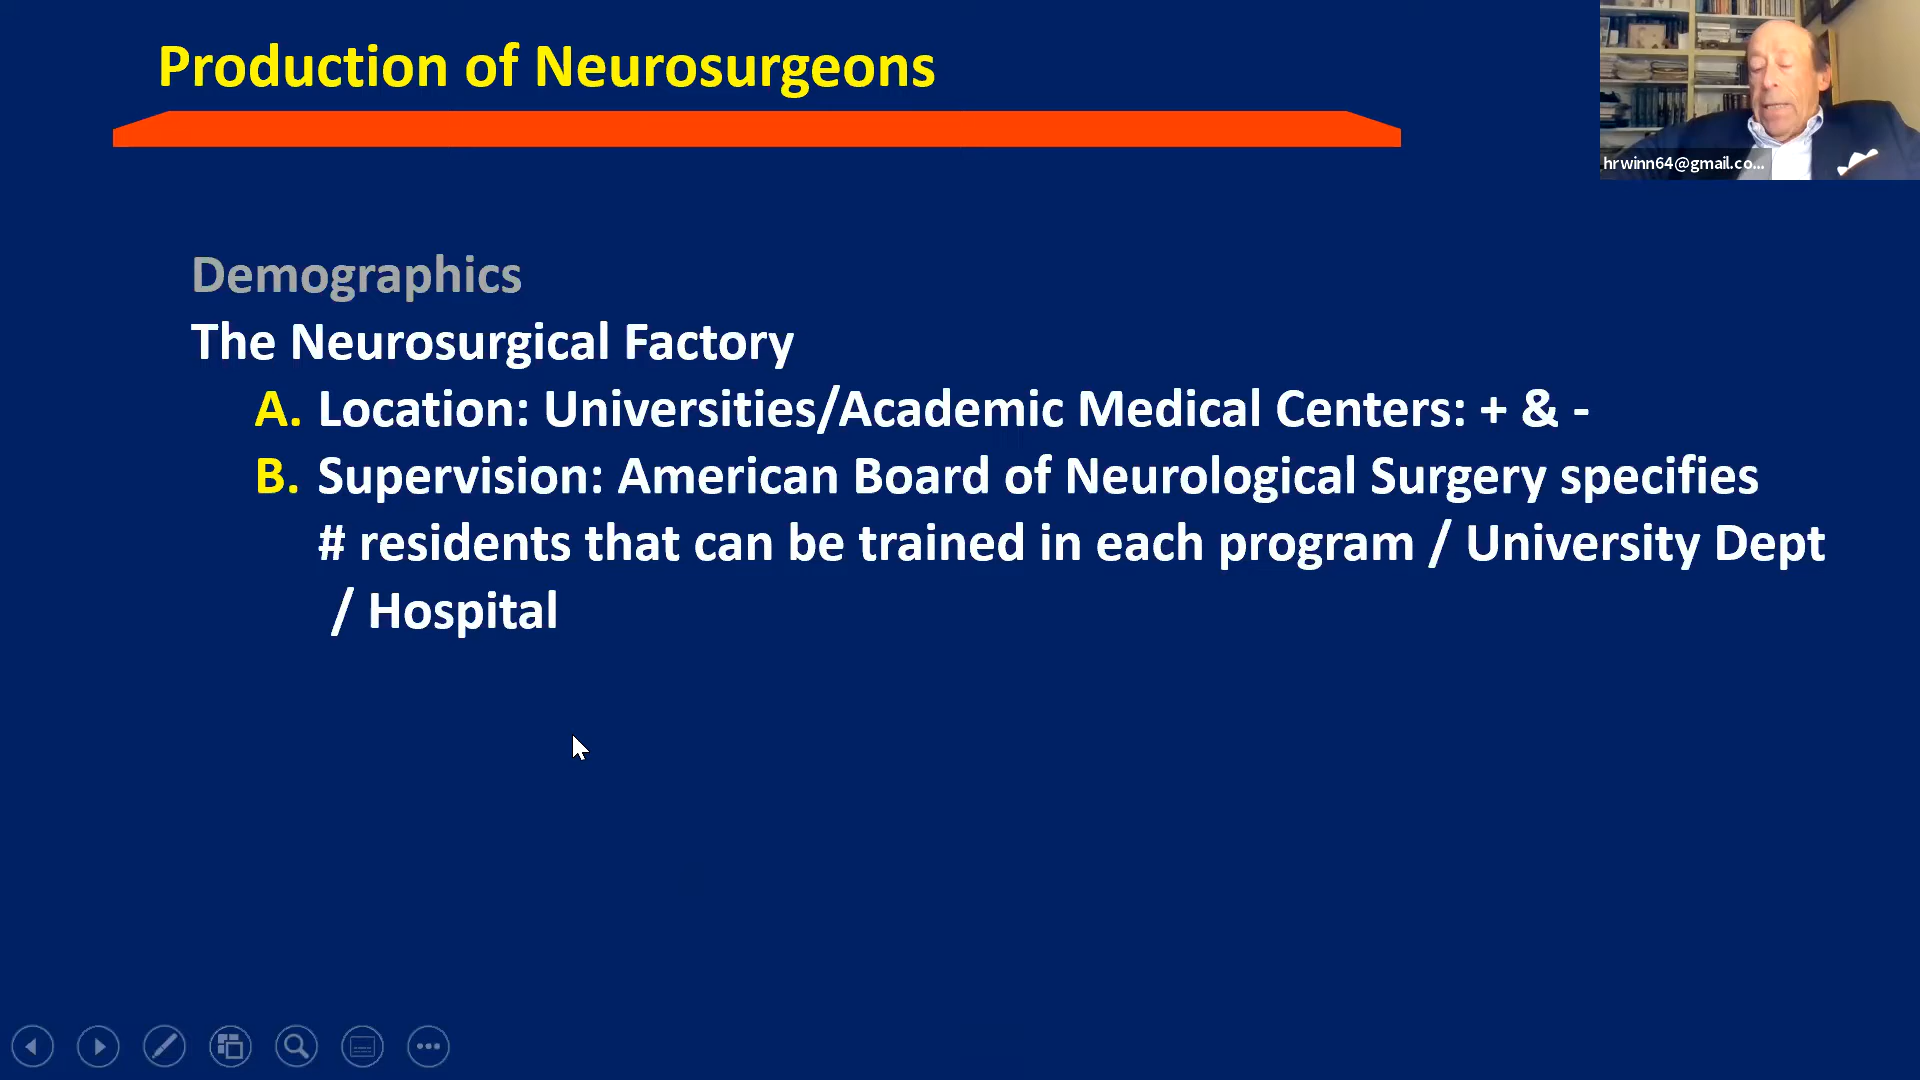 Production of Neurosurgeons
hrwinn64@gmail.co...
Demographics
The Neurosurgical Factory
A. Location: Universities/Academic Medical Centers: + & -
B. Supervision: American Board of Neurological Surgery specifies
# residents that can be trained in each program / University Dept
/ Hospital